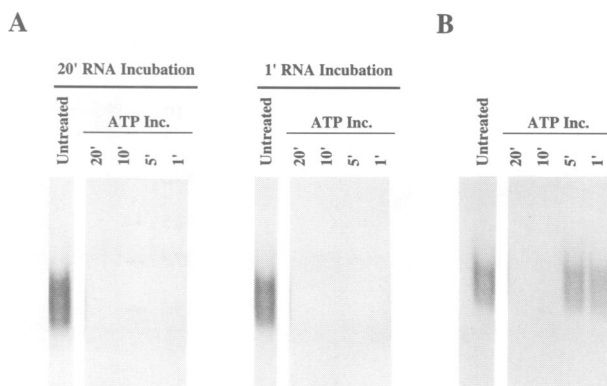 A
B
20' RNA Incubation
1' RNA Incubation
Untreated
ATP Inc.
20'
10'
5'
1'
Untreated
ATP Inc.
20'
10'
5'
1'
Untreated
ATP Inc.
20'
10'
5'
1'